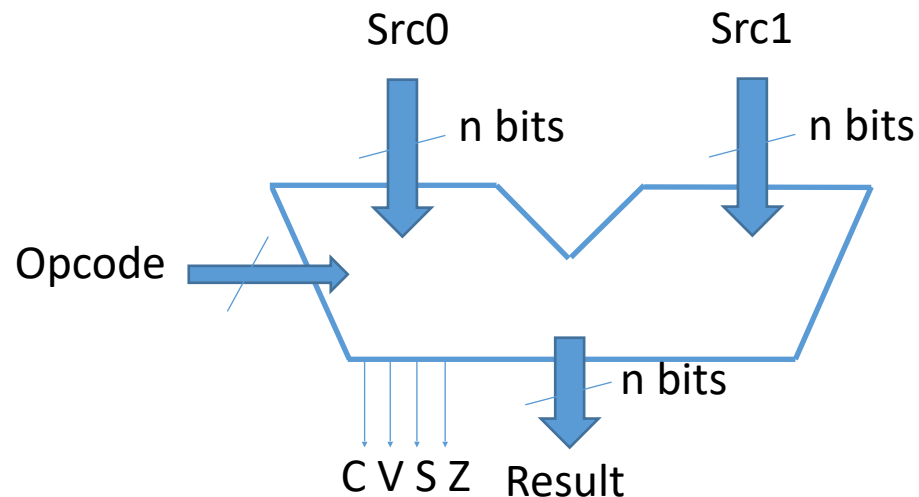 Src0
Src1
n bits
n bits
Opcode
n bits
C V S Z
Result